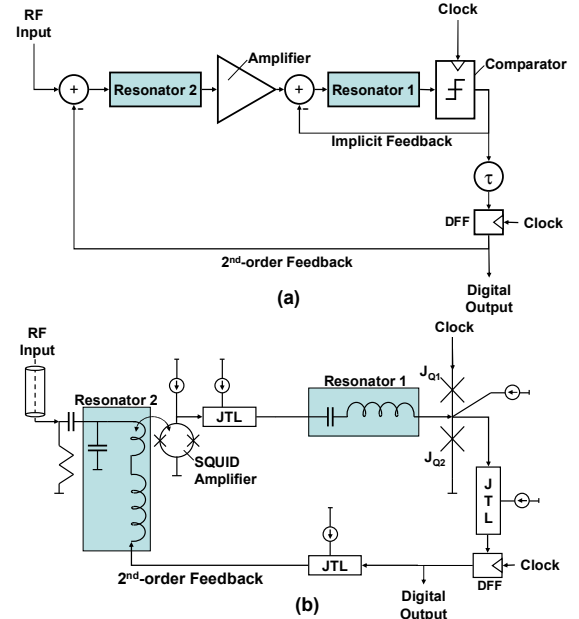 Clock
RF
Input
Amplifier
Comparator
+
-
Resonator 2
+
-
Resonator 1
Implicit Feedback
τ
DFF
Clock
2nd-order Feedback
Digital
Output
(a)
RF
Input
Clock
JQ1
Resonator 2
Resonator 1
JTL
SQUID
Amplifier
JQ2
J
T
L
2nd-order Feedback
JTL
Clock
DFF
Digital
Output
(b)